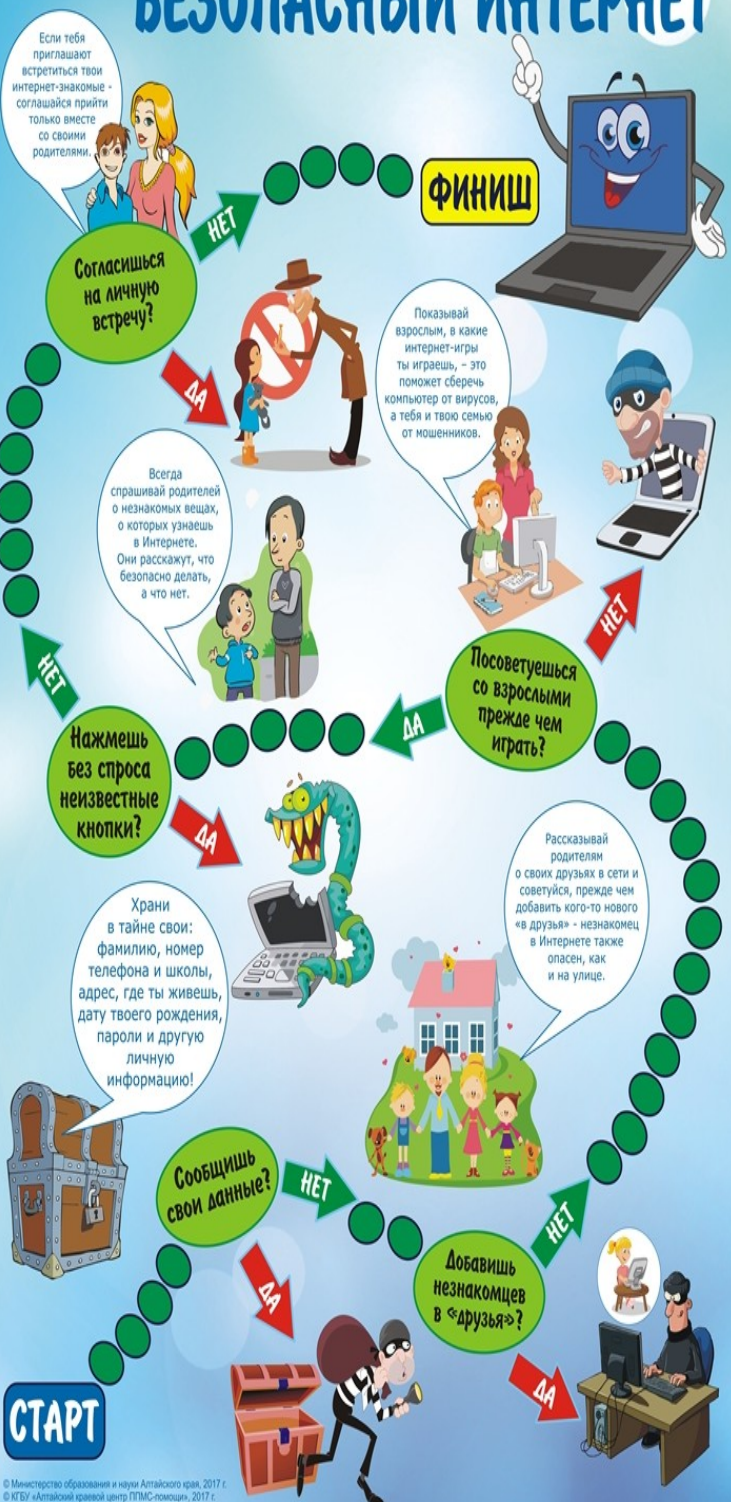 БЕЗОПАСНЫЙ ИНТЕРНЕТ
Если тебя
приглашают
встретиться твои
интернет-знакомые -
соглашайся прийти
только вместе
со своими
родителями.
НЕТ
ФИНИШ
Согласишься
на личную
встречу?
ДА
Показывай
взрослым, в какие
интернет-игры
ты играешь, – это
поможет сберечь
компьютер от вирусов,
а тебя и твою семью
от мошенников.
Всегда
спрашивай родителей
о незнакомых вещах,
о которых узнаешь
в Интернете.
Они расскажут, что
безопасно делать,
а что нет.
НЕТ
НЕТ
Посоветуешься
со взрослыми
прежде чем
играть?
ДА
Нажмешь
без спроса
неизвестные
кнопки?
ДА
Рассказывай
родителям
о своих друзьях в сети и
советуйся, прежде чем
добавить кого-то нового
«в друзья» - незнакомец
в Интернете также
опасен, как
и на улице.
Храни
в тайне свои:
фамилию, номер
телефона и школы,
адрес, где ты живешь,
дату твоего рождения,
пароли и другую
личную
информацию!
Сообщишь
свои данные?
НЕТ
НЕТ
Добавишь
незнакомцев
в «друзья»?
ДА
ДА
СТАРТ
© Министерство образования и науки Алтайского края, 2017 г.
© КГБУ «Алтайский краевой центр ППМС-помощи», 2017 г.